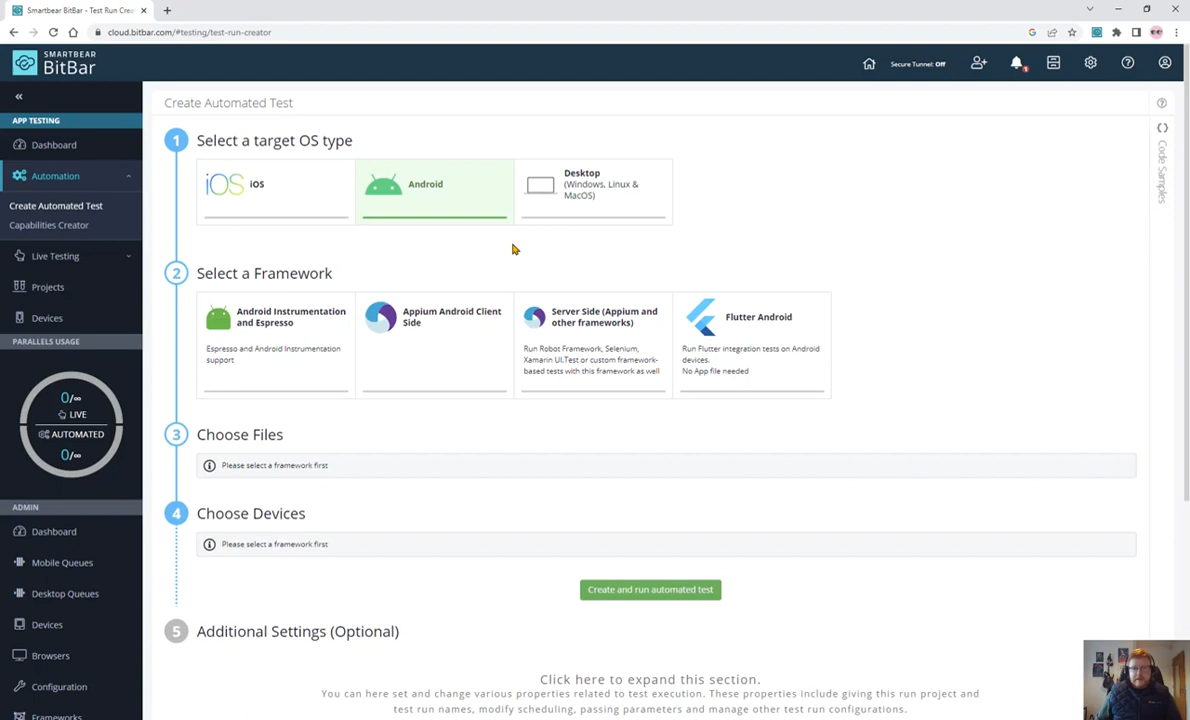 Smartbear BitBar - Test Run Crea
cloud.bitbar.com/#testing/test-run-creator
SMARTBEAR
BitBar
Secure Tunnel: Off
APP TESTING
Dashboard
Automation
Create Automated Test
Capabilities Creator
Live Testing
Projects
Devices
PARALLELS USAGE
0/∞
LIVE
AUTOMATED
0/∞
ADMIN
Dashboard
Mobile Queues
Desktop Queues
Devices
Browsers
Configuration
Frameworks
Create Automated Test
Code Samples
1
Select a target OS type
iOS
iOS
Android
Desktop
(Windows, Linux &
MacOS)
2
Select a Framework
Android Instrumentation
and Espresso
Espresso and Android Instrumentation
support
Appium Android Client
Side
Server Side (Appium and
other frameworks)
Run Robot Framework, Selenium,
Xamarin UI.Test or custom framework-
based tests with this framework as well
Flutter Android
Run Flutter integration tests on Android
devices.
No App file needed
3
Choose Files
Please select a framework first
4
Choose Devices
Please select a framework first
Create and run automated test
5
Additional Settings (Optional)
Click here to expand this section.
You can here set and change various properties related to test execution. These properties include giving this run project and
test run names, modify scheduling, passing parameters and manage other test run configurations.